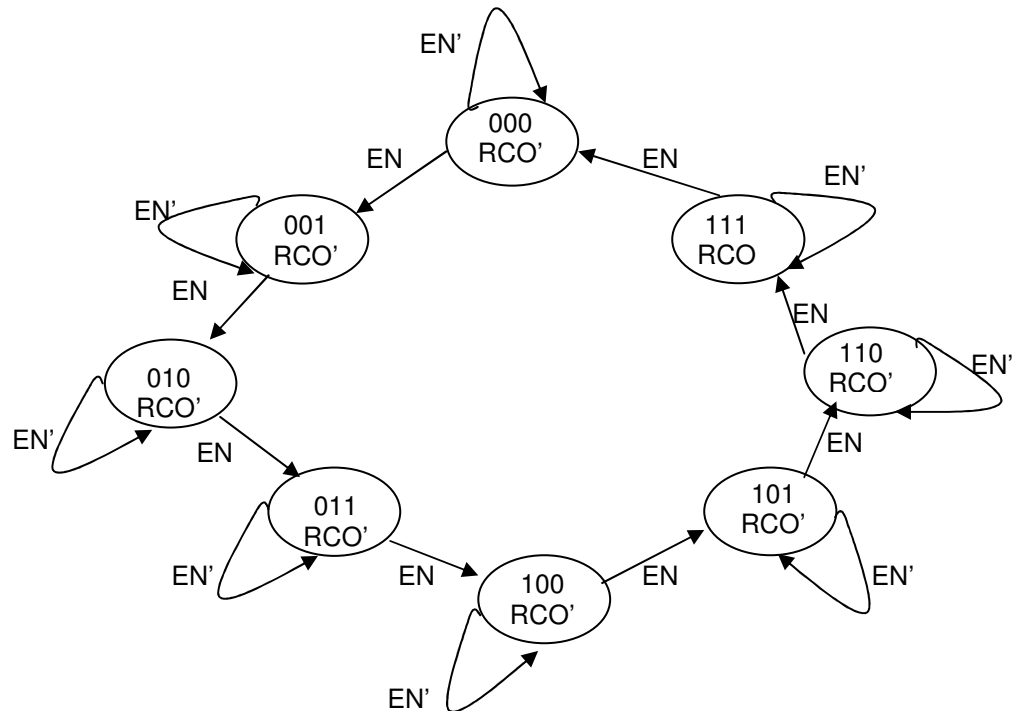 EN’
000
RCO’
EN
EN
EN’
EN’
001
RCO’
111
RCO
EN
EN
010
RCO’
110
RCO’
EN’
EN’
EN
EN
011
RCO’
101
RCO’
EN’
EN
100
RCO’
EN
EN’
EN’